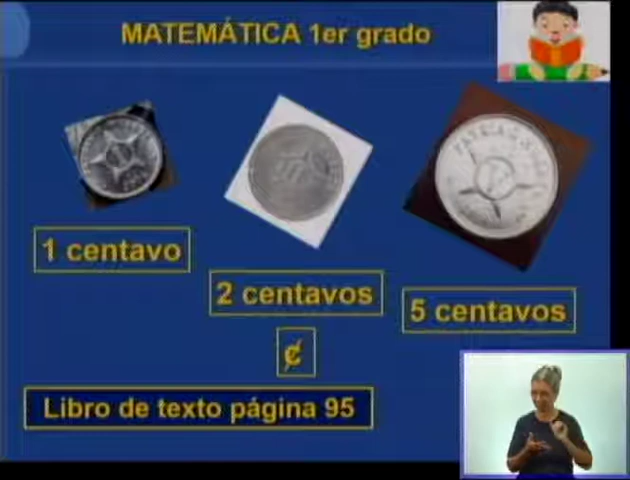 MATEMÁTICA 1er grado
1 centavo
2 centavos
5 centavos
¢
Libro de texto página 95